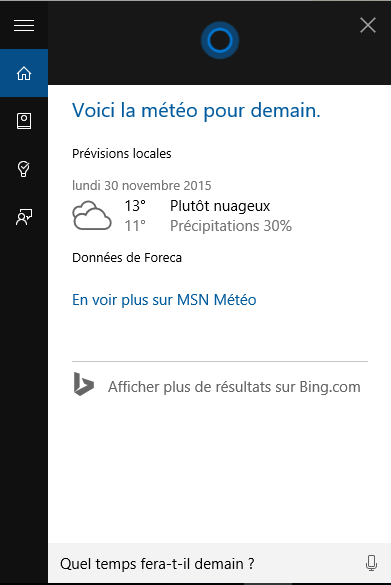 Voici la météo pour demain.
Prévisions locales
lundi 30 novembre 2015
13° Plutôt nuageux
11° Précipitations 30%
Données de Foreca
En voir plus sur MSN Météo
Afficher plus de résultats sur Bing.com
Quel temps fera-t-il demain ?